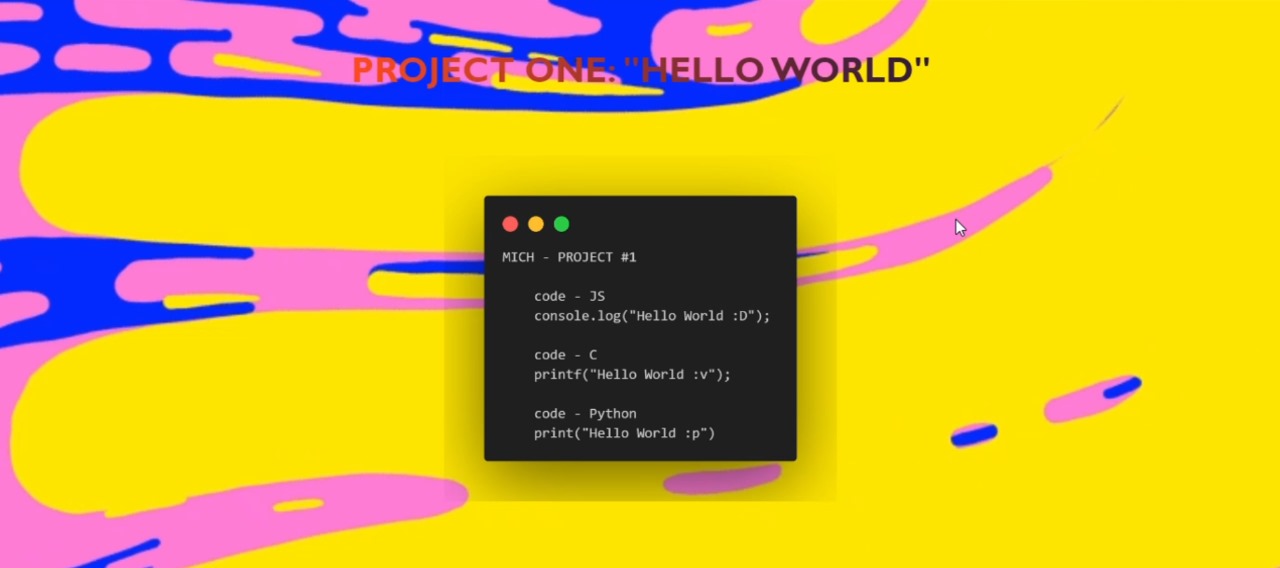 PROJECT ONE: "HELLO WORLD"
MICH - PROJECT #1
code - JS
console.log("Hello World :D");
code - C
printf("Hello World :v");
code - Python
print("Hello World :p")